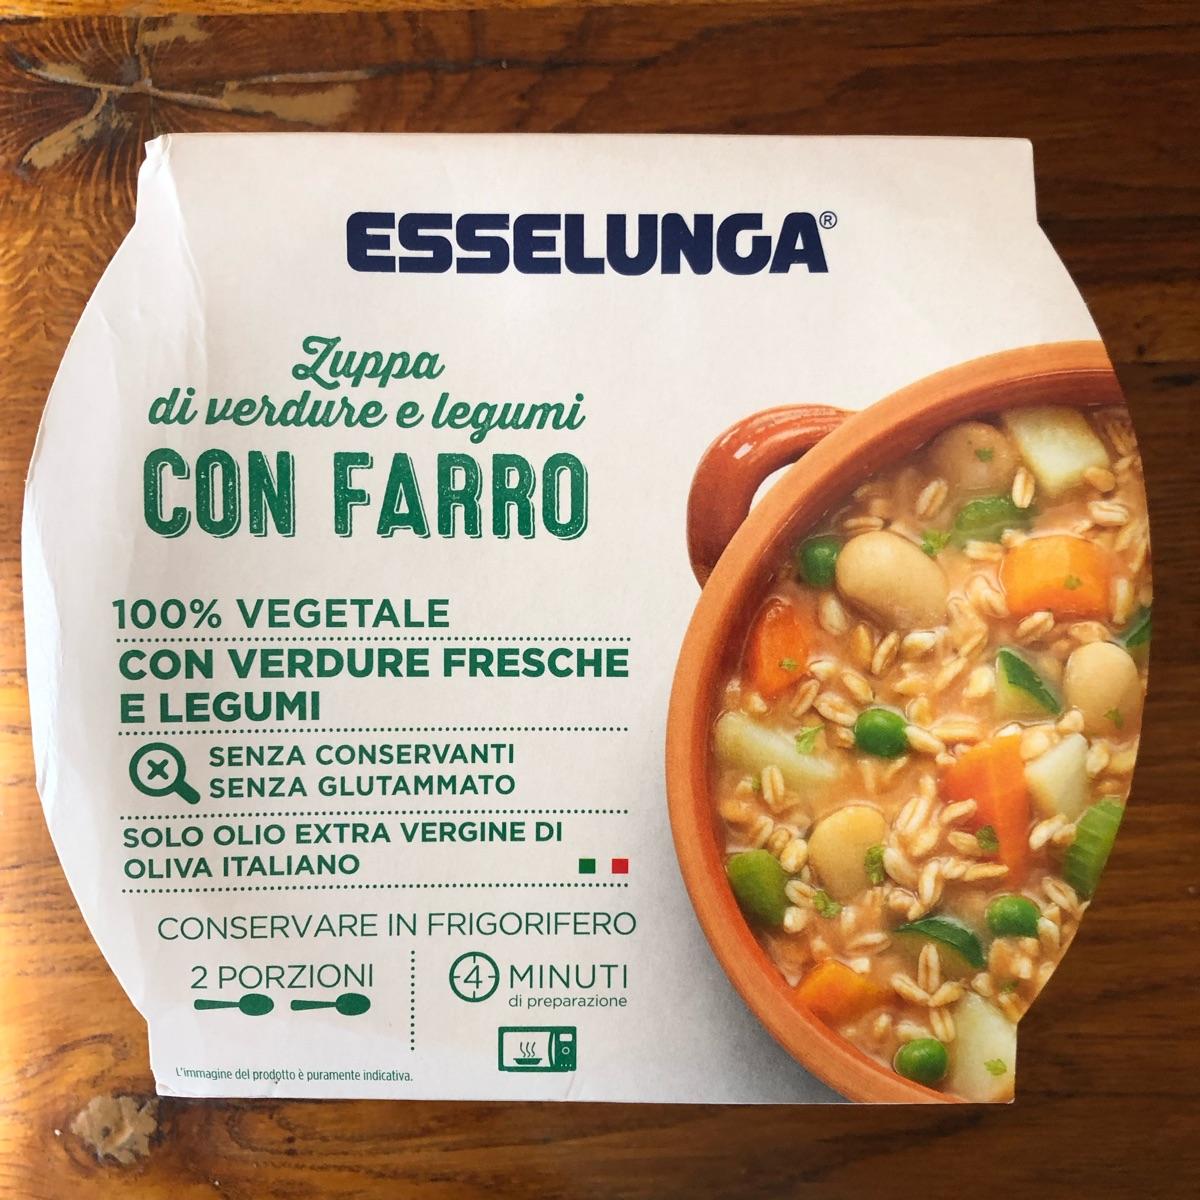 ESSELUNGA®
Zuppa
di verdure e legumi
CON FARRO
100% VEGETALE
CON VERDURE FRESCHE
E LEGUMI
SENZA CONSERVANTI
SENZA GLUTAMMATO
SOLO OLIO EXTRA VERGINE DI
OLIVA ITALIANO
CONSERVARE IN FRIGORIFERO
2 PORZIONI
4 MINUTI
di preparazione
L'immagine del prodotto è puramente indicativa.